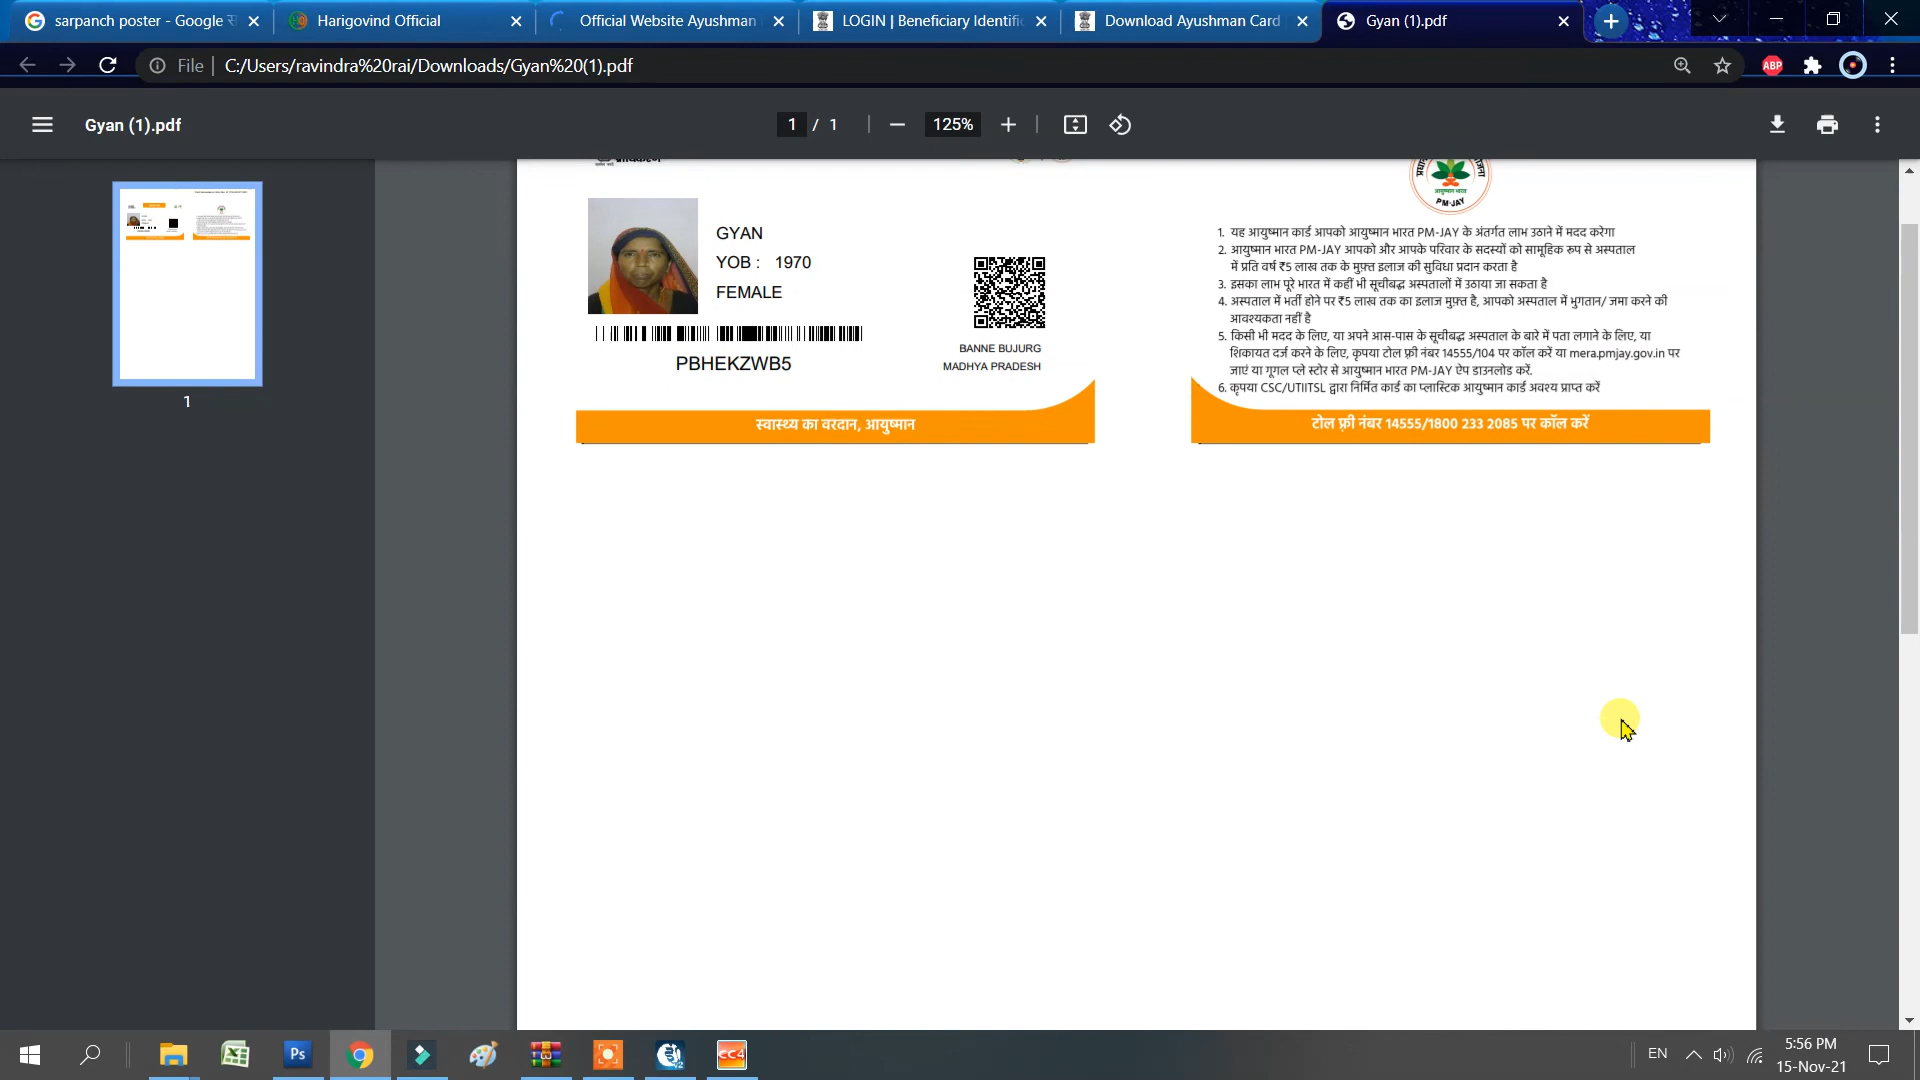 sarpanch poster - Google
Harigovind Official
Official Website Ayushman
LOGIN | Beneficiary Identific
Download Ayushman Card
Gyan (1).pdf
File | C:/Users/ravindra%20rai/Downloads/Gyan%20(1).pdf
ABP
Gyan (1).pdf
1 / 1
125%
1
GYAN
YOB : 1970
FEMALE
PBHEKZWB5
BANNE BUJURG
MADHYA PRADESH
स्वास्थ्य का वरदान, आयुष्मान
आयुष्मान भारत
PM-JAY
1. यह आयुष्मान कार्ड आपको आयुष्मान भारत PM-JAY के अंतर्गत लाभ उठाने में मदद करेगा
2. आयुष्मान भारत PM-JAY आपको और आपके परिवार के सदस्यों को सामूहिक रूप से अस्पताल
में प्रति वर्ष ₹5 लाख तक के मुफ़्त इलाज की सुविधा प्रदान करता है
3. इसका लाभ पूरे भारत में कहीं भी सूचीबद्ध अस्पतालों में उठाया जा सकता है
4. अस्पताल में भर्ती होने पर ₹5 लाख तक का इलाज मुफ़्त है, आपको अस्पताल में भुगतान/ जमा करने की
आवश्यकता नहीं है
5. किसी भी मदद के लिए, या अपने आस-पास के सूचीबद्ध अस्पताल के बारे में पता लगाने के लिए, या
शिकायत दर्ज करने के लिए, कृपया टोल फ़्री नंबर 14555/104 पर कॉल करें या mera.pmjay.gov.in पर
जाएं या गूगल प्ले स्टोर से आयुष्मान भारत PM-JAY ऐप डाउनलोड करें.
6. कृपया CSC/UTIITSL द्वारा निर्मित कार्ड का प्लास्टिक आयुष्मान कार्ड अवश्य प्राप्त करें
टोल फ़्री नंबर 14555/1800 233 2085 पर कॉल करें
Ps
CC4
EN
5:56 PM
15-Nov-21